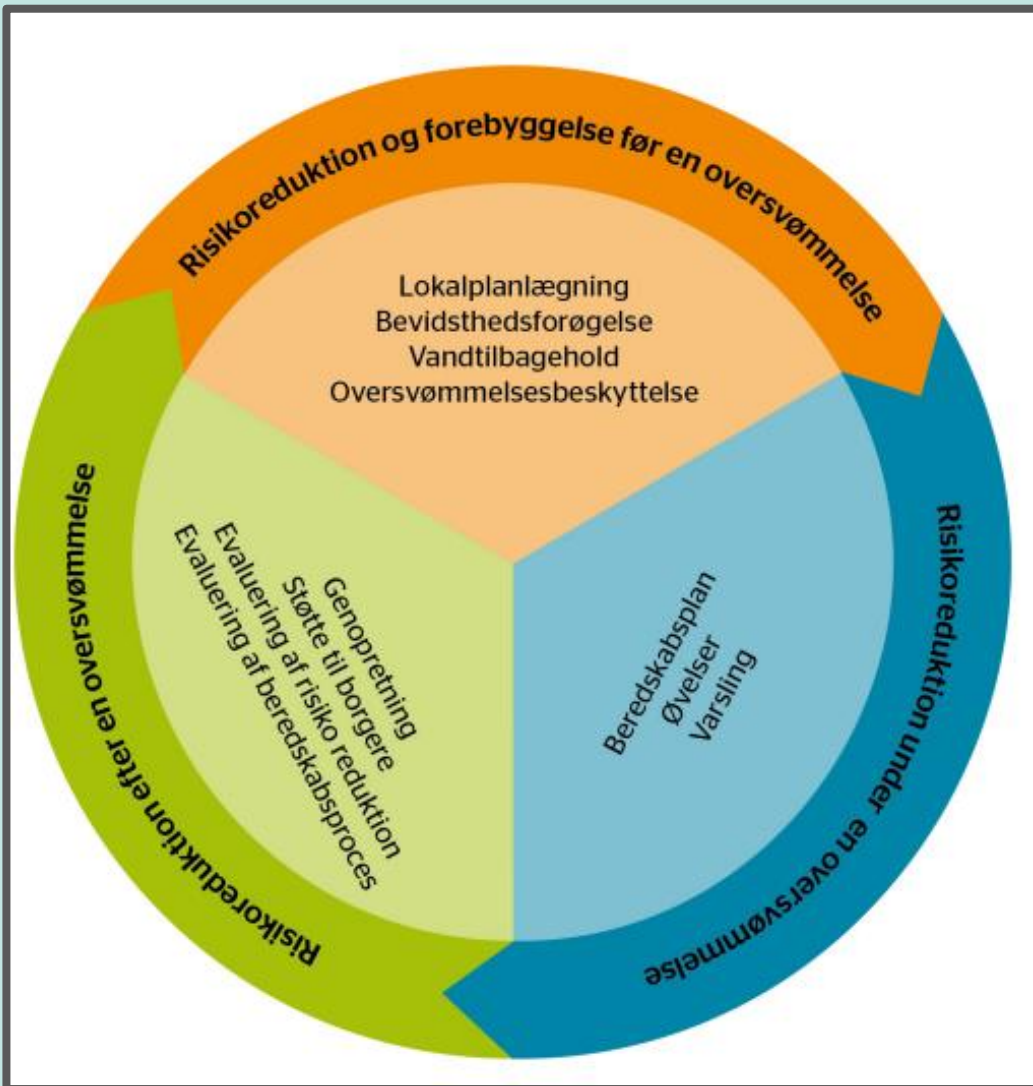 Risikoreduktion og forebyggelse før en oversvømmelse
Lokalplanlægning
Bevidsthedsforøgelse
Vandtilbagehold
Oversvømmelsesbeskyttelse
Risikoreduktion under en oversvømmelse
Beredskabsplan
Øvelser
Varsling
Risikoreduktion efter en oversvømmelse
Genopretning
Støtte til borgere
Evaluering af risiko reduktion
Evaluering af beredskabsproces